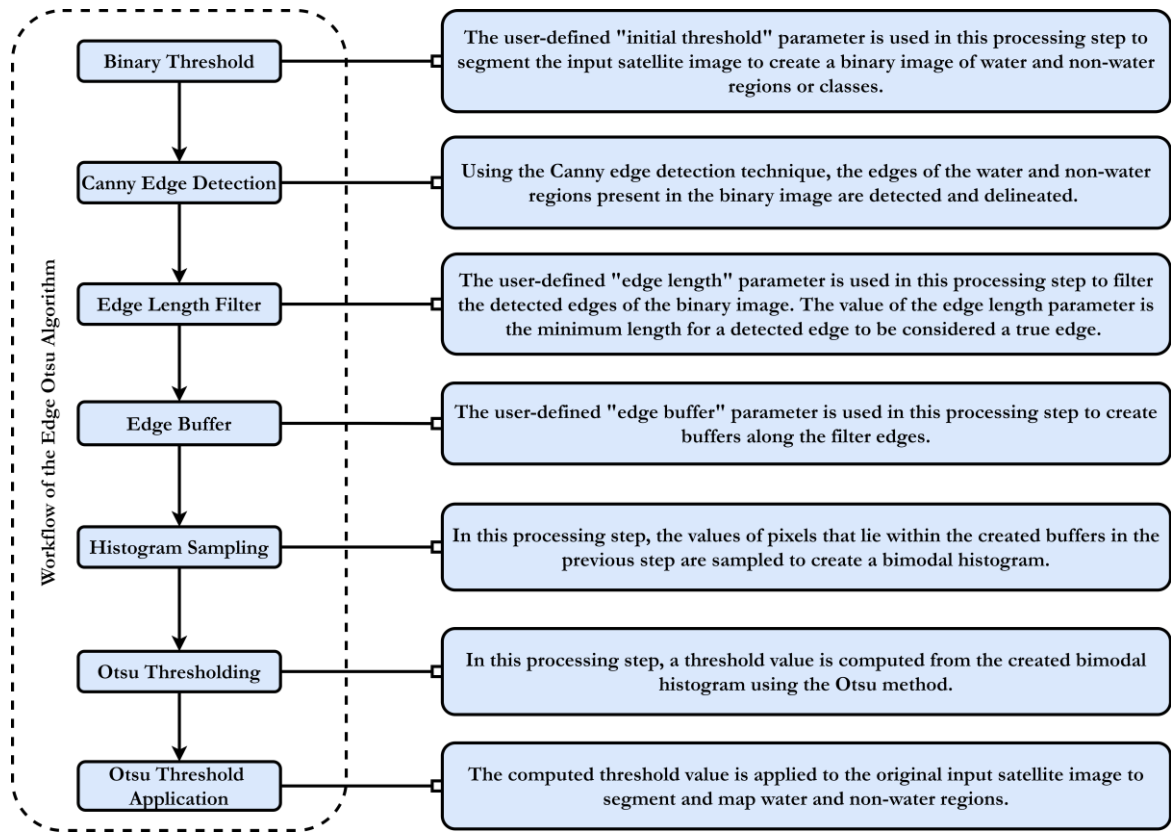 Workflow of the Edge Otsu Algorithm
Binary Threshold
The user-defined "initial threshold" parameter is used in this processing step to
segment the input satellite image to create a binary image of water and non-water
regions or classes.
Canny Edge Detection
Using the Canny edge detection technique, the edges of the water and non-water
regions present in the binary image are detected and delineated.
Edge Length Filter
The user-defined "edge length" parameter is used in this processing step to filter
the detected edges of the binary image. The value of the edge length parameter is
the minimum length for a detected edge to be considered a true edge.
Edge Buffer
The user-defined "edge buffer" parameter is used in this processing step to create
buffers along the filter edges.
Histogram Sampling
In this processing step, the values of pixels that lie within the created buffers in the
previous step are sampled to create a bimodal histogram.
Otsu Thresholding
In this processing step, a threshold value is computed from the created bimodal
histogram using the Otsu method.
Otsu Threshold
Application
The computed threshold value is applied to the original input satellite image to
segment and map water and non-water regions.